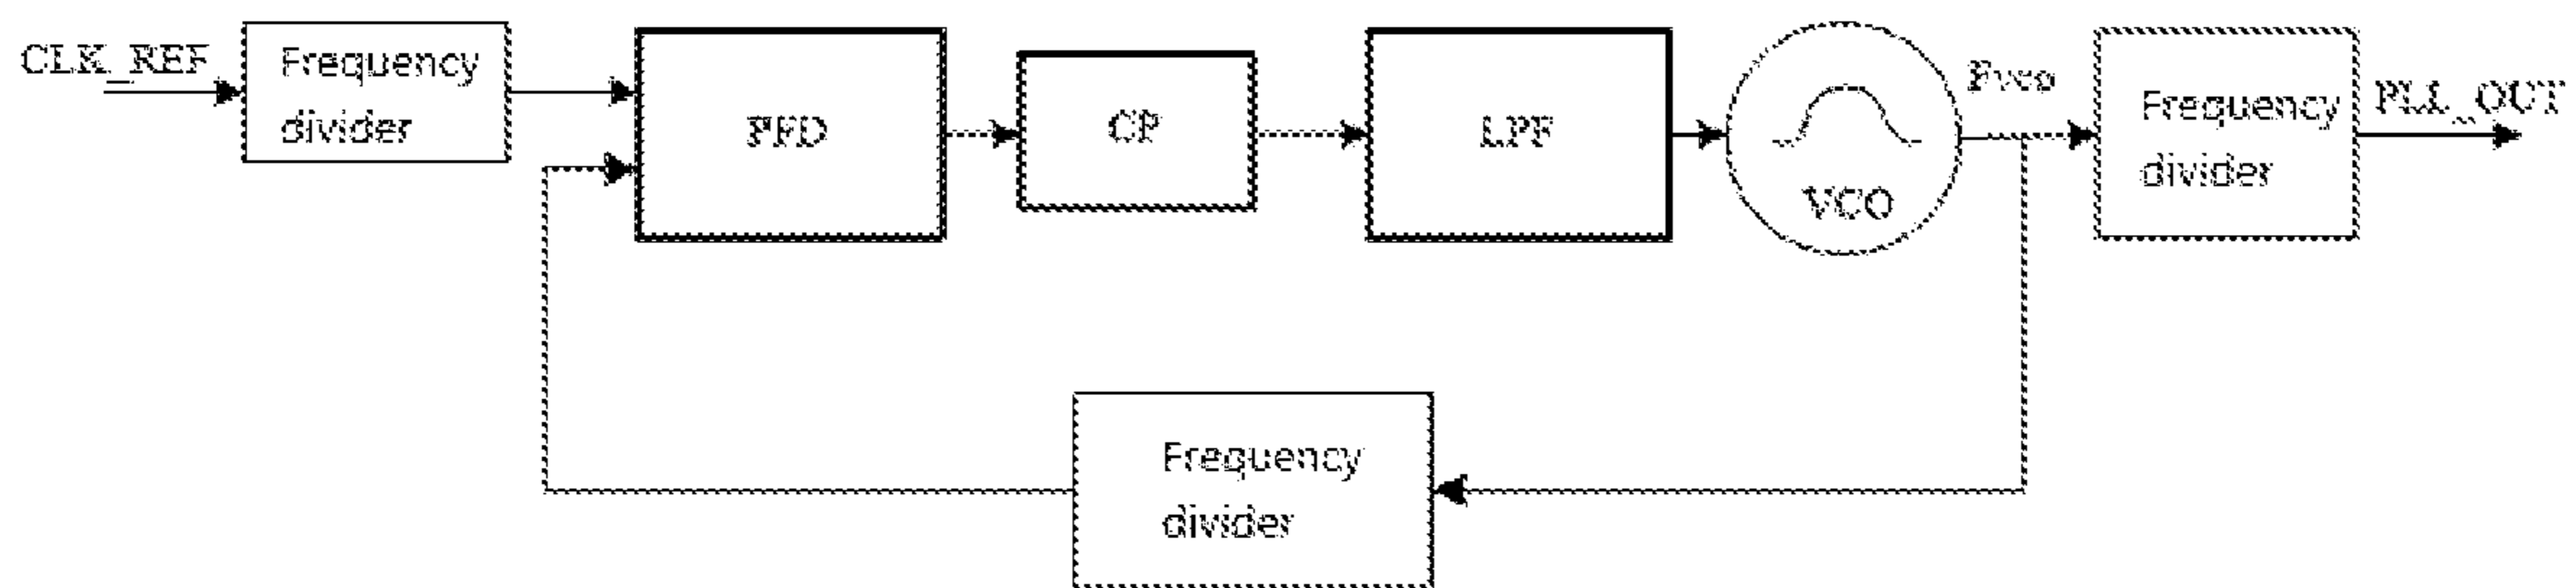 CLK_REF
Frequency
divider
PFD
CP
LPF
VCO
Fvco
Frequency
divider
PLL_OUT
Frequency
divider